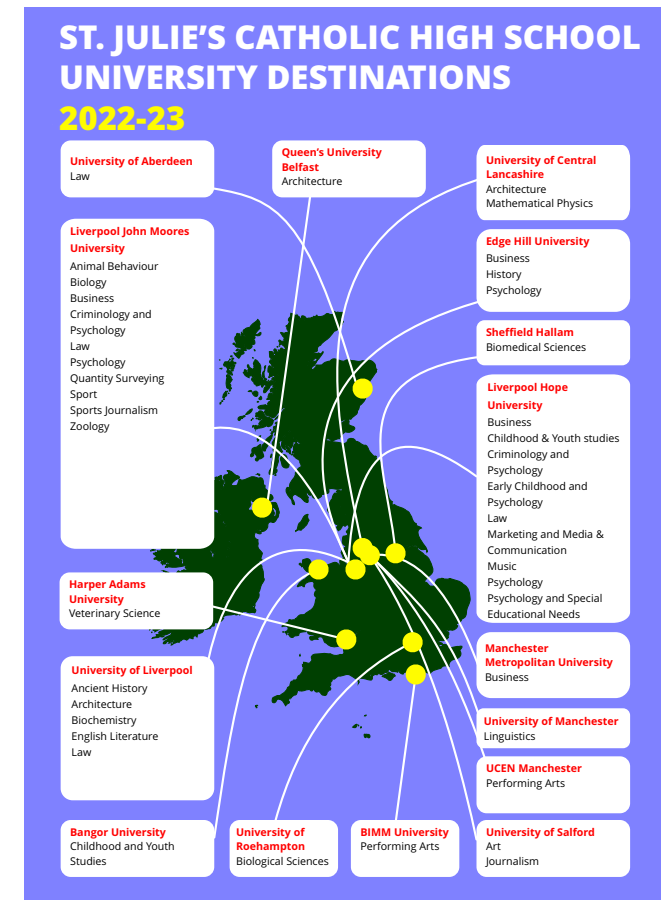 ST. JULIE'S CATHOLIC HIGH SCHOOL
UNIVERSITY DESTINATIONS
2022-23
University of Aberdeen
Law
Queen's University
Belfast
Architecture
University of Central
Lancashire
Architecture
Mathematical Physics
Liverpool John Moores
University
Animal Behaviour
Biology
Business
Criminology and
Psychology
Law
Psychology
Quantity Surveying
Sport
Sports Journalism
Zoology
Edge Hill University
Business
History
Psychology
Sheffield Hallam
Biomedical Sciences
Liverpool Hope
University
Business
Childhood & Youth studies
Criminology and
Psychology
Early Childhood and
Psychology
Law
Marketing and Media &
Communication
Music
Psychology
Psychology and Special
Educational Needs
Harper Adams
University
Veterinary Science
University of Liverpool
Ancient History
Architecture
Biochemistry
English Literature
Law
Manchester
Metropolitan University
Business
University of Manchester
Linguistics
UCEN Manchester
Performing Arts
Bangor University
Childhood and Youth
Studies
University of
Roehampton
Biological Sciences
BIMM University
Performing Arts
University of Salford
Art
Journalism